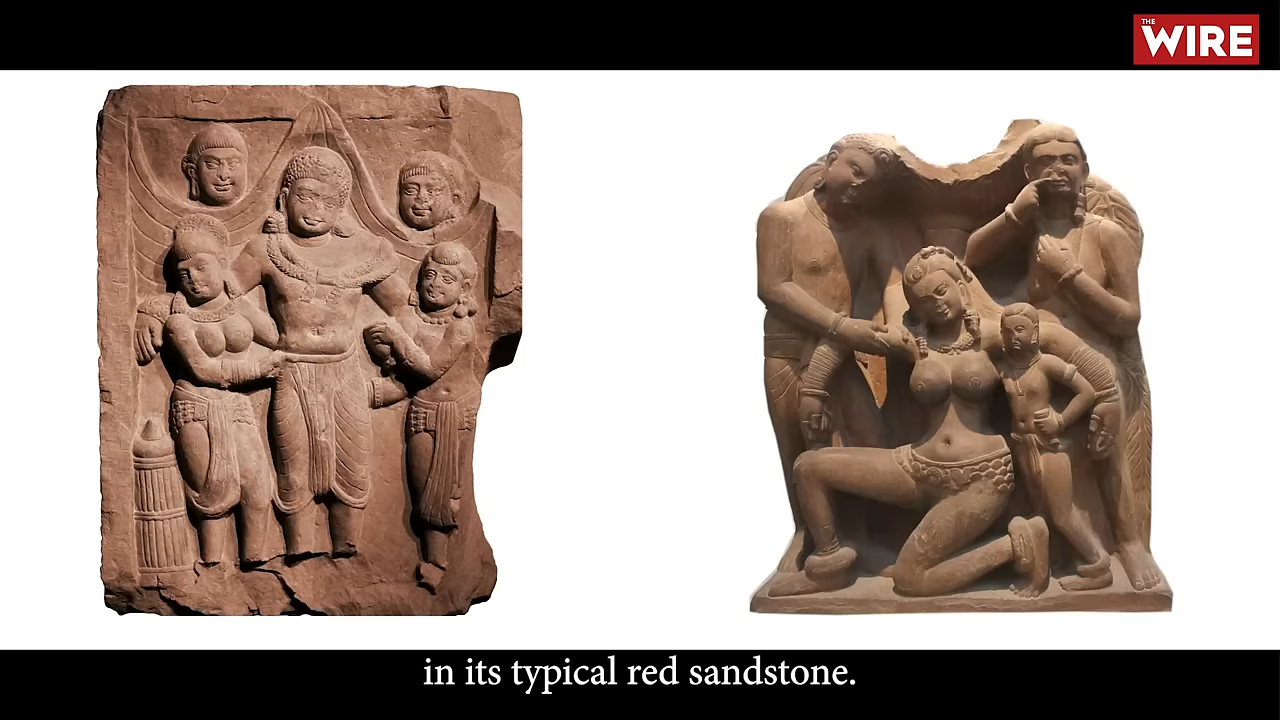 THE
WIRE
in its typical red sandstone.